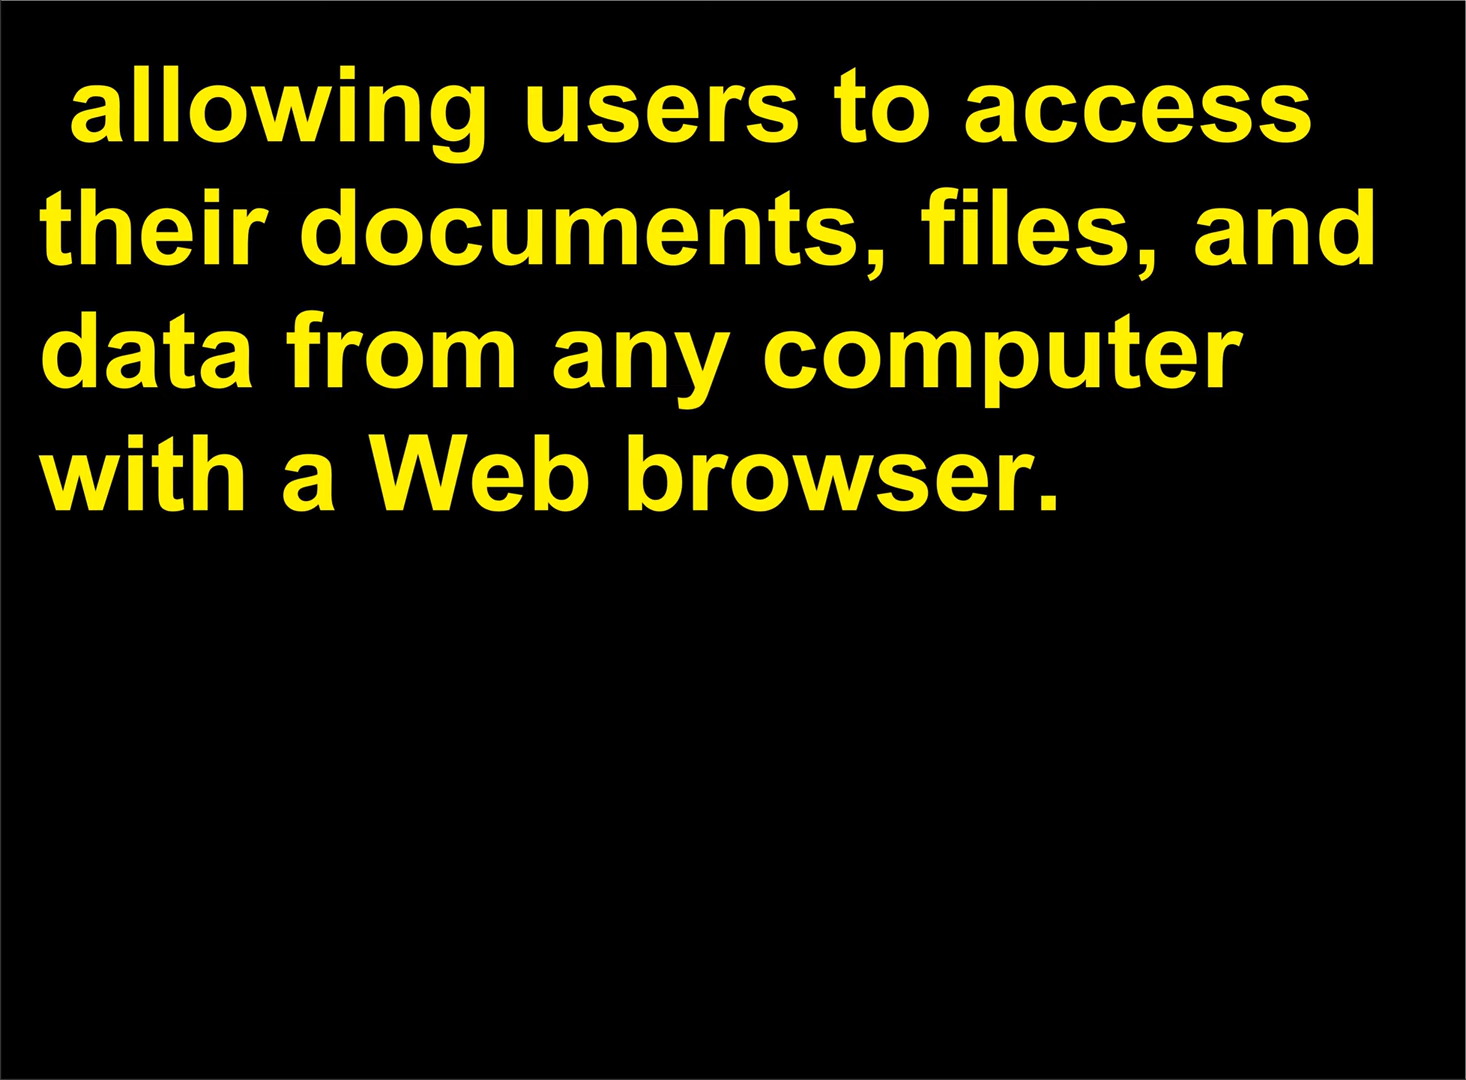 allowing users to access
their documents, files, and
data from any computer
with a Web browser.